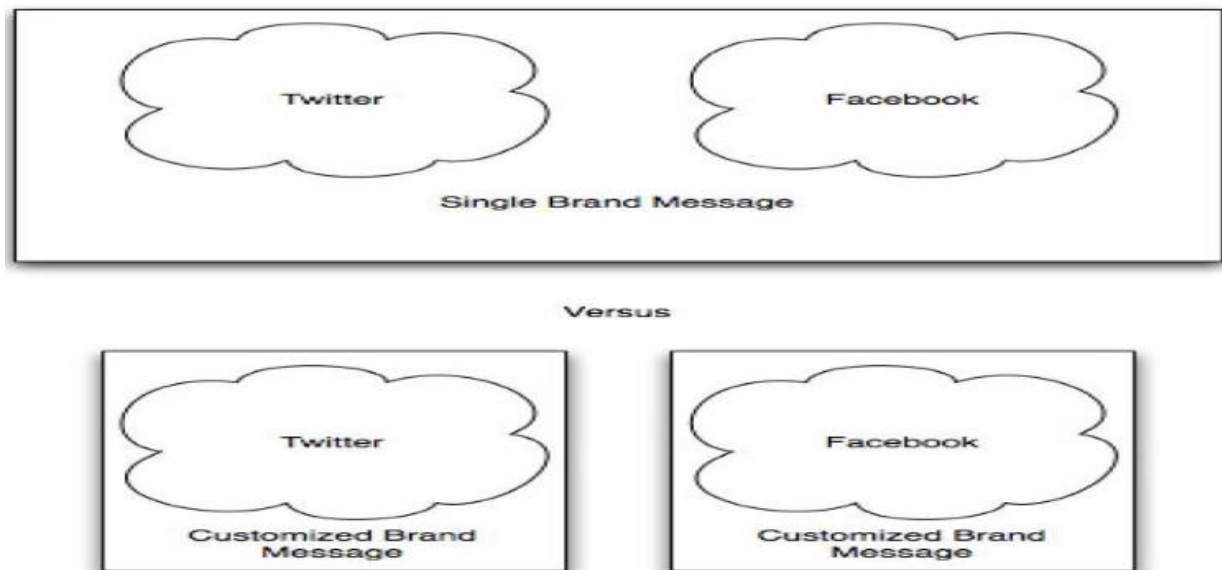 Twitter
Facebook
Single Brand Message
Versus
Twitter
Facebook
Customized Brand
Message
Customized Brand
Message